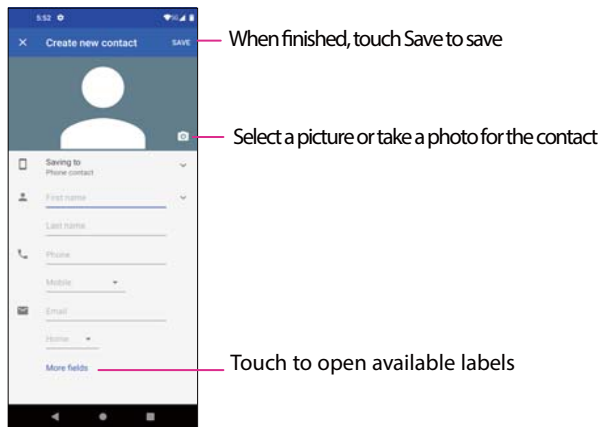 5:52
Create new contact
SAVE
When finished, touch Save to save
Select a picture or take a photo for the contact
Saving to
Phone contact
First name
Last name
Phone
Mobile
Email
Home
More fields
Touch to open available labels